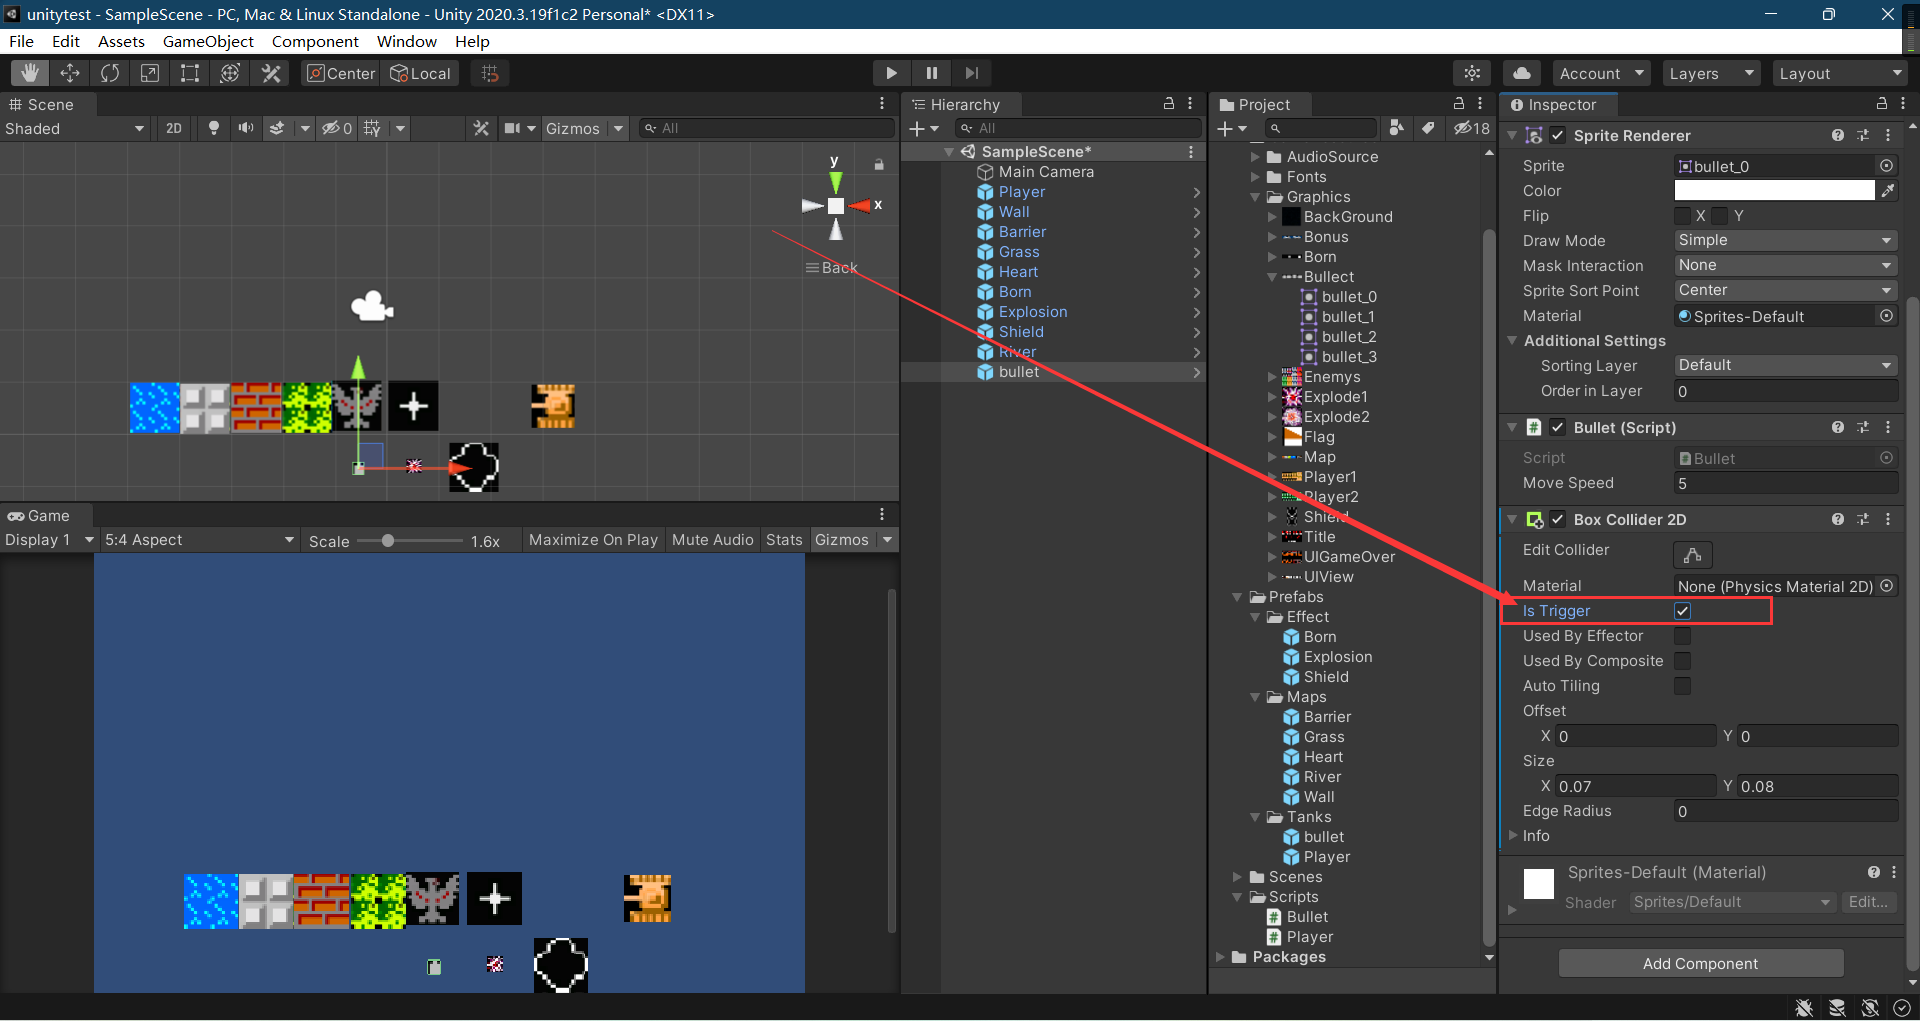 unitytest - SampleScene - PC, Mac & Linux Standalone - Unity 2020.3.19f1c2 Personal* <DX11>
File Edit Assets GameObject Component Window Help
Center Local Account Layers Layout
Scene
Shaded 2D 0 Gizmos All
y
x
Back
Game
Display 1 5:4 Aspect Scale 1.6x Maximize On Play Mute Audio Stats Gizmos
Hierarchy
All
SampleScene*
Main Camera
Player
Wall
Barrier
Grass
Heart
Born
Explosion
Shield
River
bullet
Project
18
AudioSource
Fonts
Graphics
BackGround
Bonus
Born
Bullect
bullet_0
bullet_1
bullet_2
bullet_3
Enemys
Explode1
Explode2
Flag
Map
Player1
Player2
Shield
Title
UIGameOver
UIView
Prefabs
Effect
Born
Explosion
Shield
Maps
Barrier
Grass
Heart
River
Wall
Tanks
bullet
Player
Scenes
Scripts
Bullet
Player
Packages
Inspector
Sprite Renderer
Sprite bullet_0
Color
Flip X Y
Draw Mode Simple
Mask Interaction None
Sprite Sort Point Center
Material Sprites-Default
Additional Settings
Sorting Layer Default
Order in Layer 0
Bullet (Script)
Script Bullet
Move Speed 5
Box Collider 2D
Edit Collider
Material None (Physics Material 2D)
Is Trigger
Used By Effector
Used By Composite
Auto Tiling
Offset
X 0 Y 0
Size
X 0.07 Y 0.08
Edge Radius 0
Info
Sprites-Default (Material)
Shader Sprites/Default Edit...
Add Component